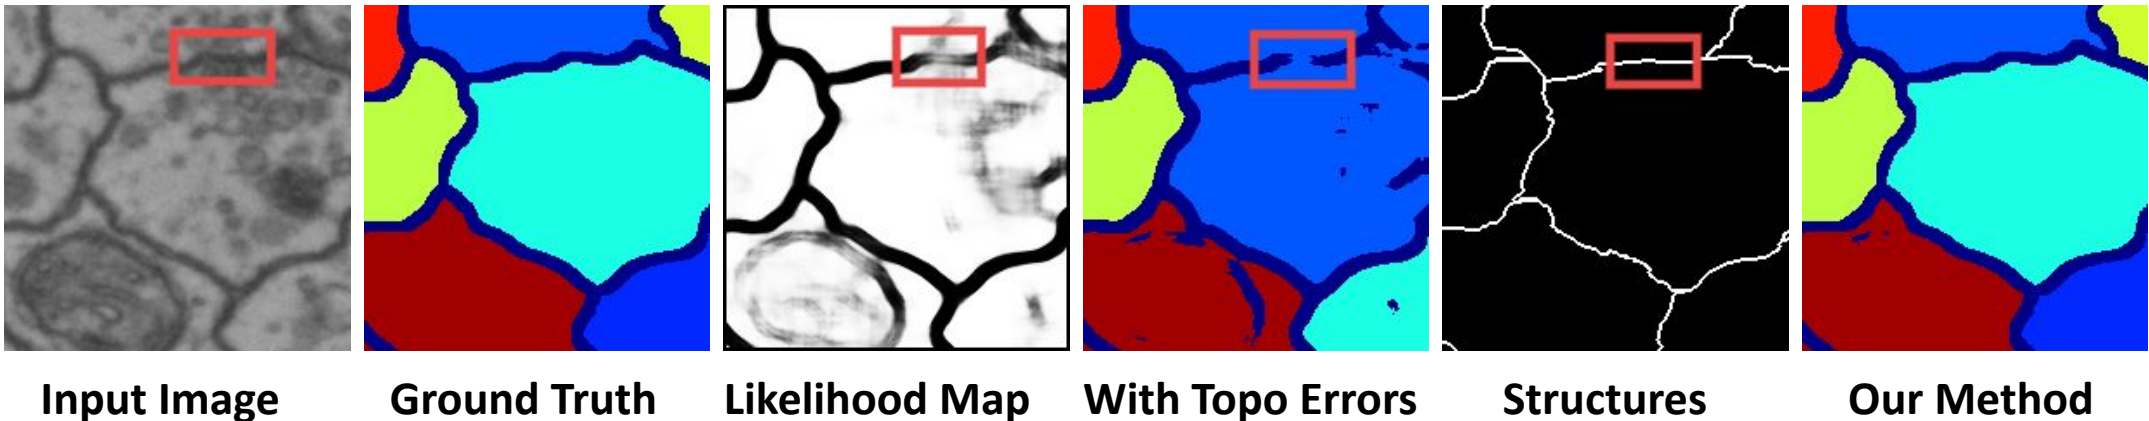 Input Image
Ground Truth
Likelihood Map
With Topo Errors
Structures
Our Method